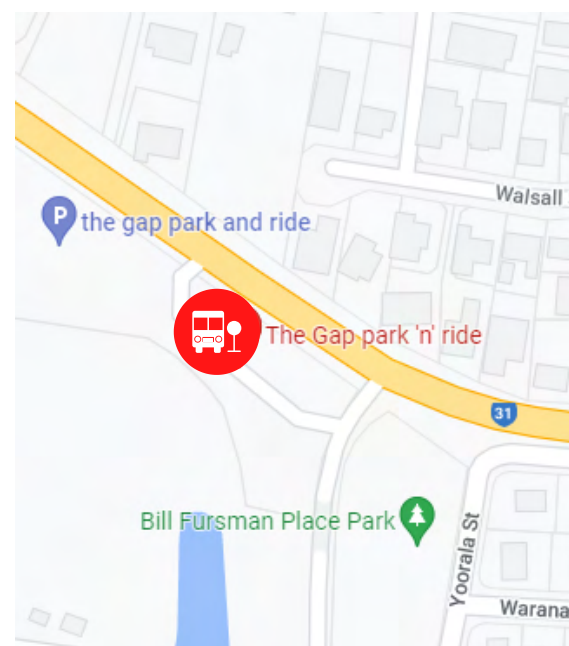 Walsall
P
the gap park and ride
The Gap park 'n' ride
31
Bill Fursman Place Park
Yoorala St
Warana